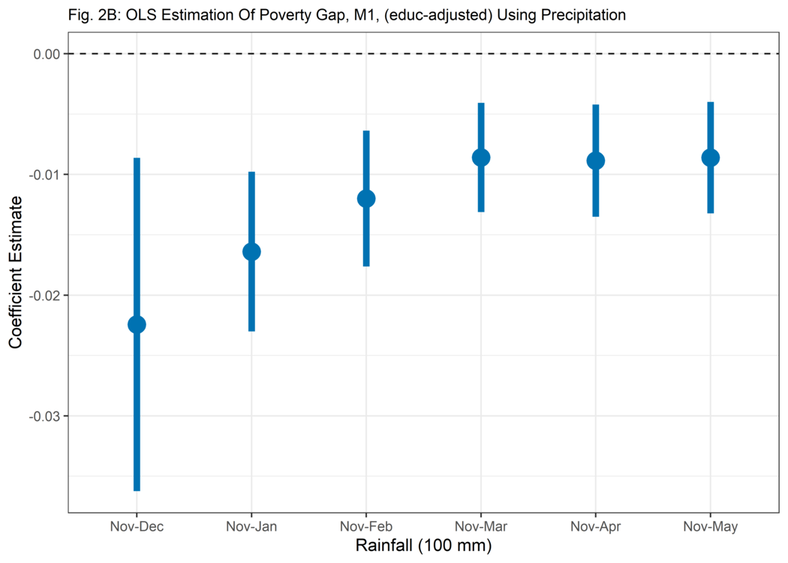 Fig. 2B: OLS Estimation Of Poverty Gap, M1, (educ-adjusted) Using Precipitation
Coefficient Estimate
0.00
-0.01
-0.02
-0.03
Nov-Dec Nov-Jan Nov-Feb Nov-Mar Nov-Apr Nov-May
Rainfall (100 mm)